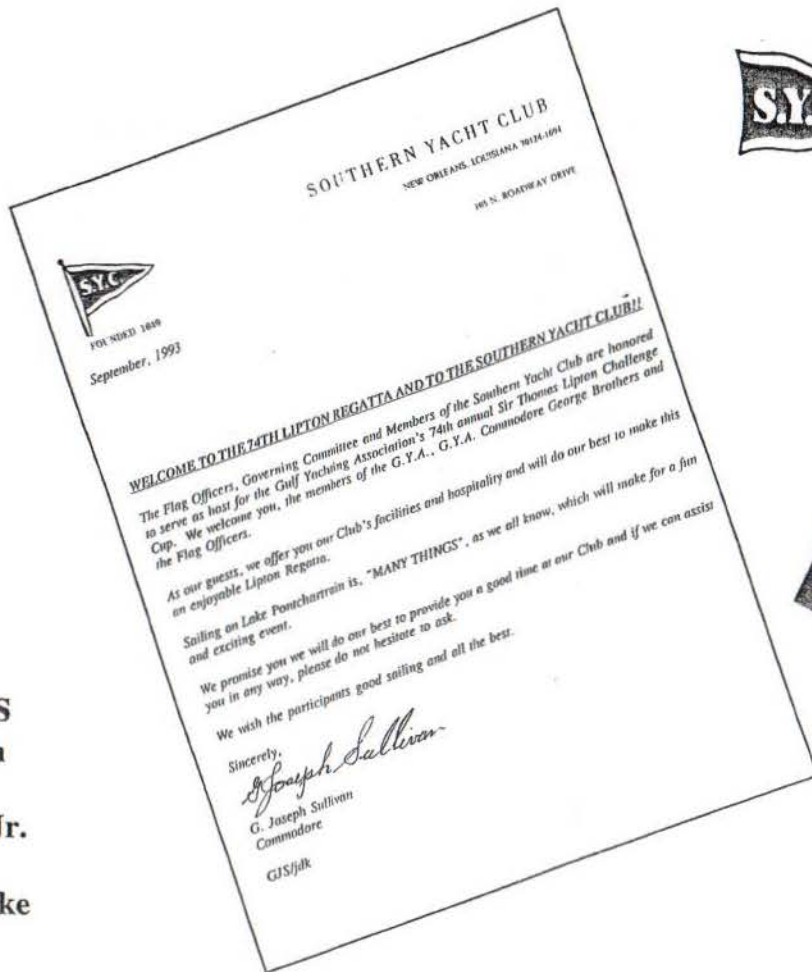 S.Y.
SOUTHERN YACHT CLUB
NEW ORLEANS, LOUISIANA 70124-1694
105 N. ROADWAY DRIVE
S.Y.C
FOUNDED 1849
September, 1993
WELCOME TO THE 74TH LIPTON REGATTA AND TO THE SOUTHERN YACHT CLUB!!
The Flag Officers, Governing Committee and Members of the Southern Yacht Club are honored
to serve as host for the Gulf Yachting Association's 74th annual Sir Thomas Lipton Challenge
Cup. We welcome you, the members of the G.Y.A., G.Y.A. Commodore George Brothers and
the Flag Officers.
As our guests, we offer you our Club's facilities and hospitality and will do our best to make this
an enjoyable Lipton Regatta.
Sailing on Lake Pontchartrain is, "MANY THINGS", as we all know, which will make for a fun
and exciting event.
We promise you we will do our best to provide you a good time at our Club and if we can assist
you in any way, please do not hesitate to ask.
We wish the participants good sailing and all the best.
Sincerely,
G Joseph Sullivan
G. Joseph Sullivan
Commodore
GJS/jdk
S
Jr.
ke